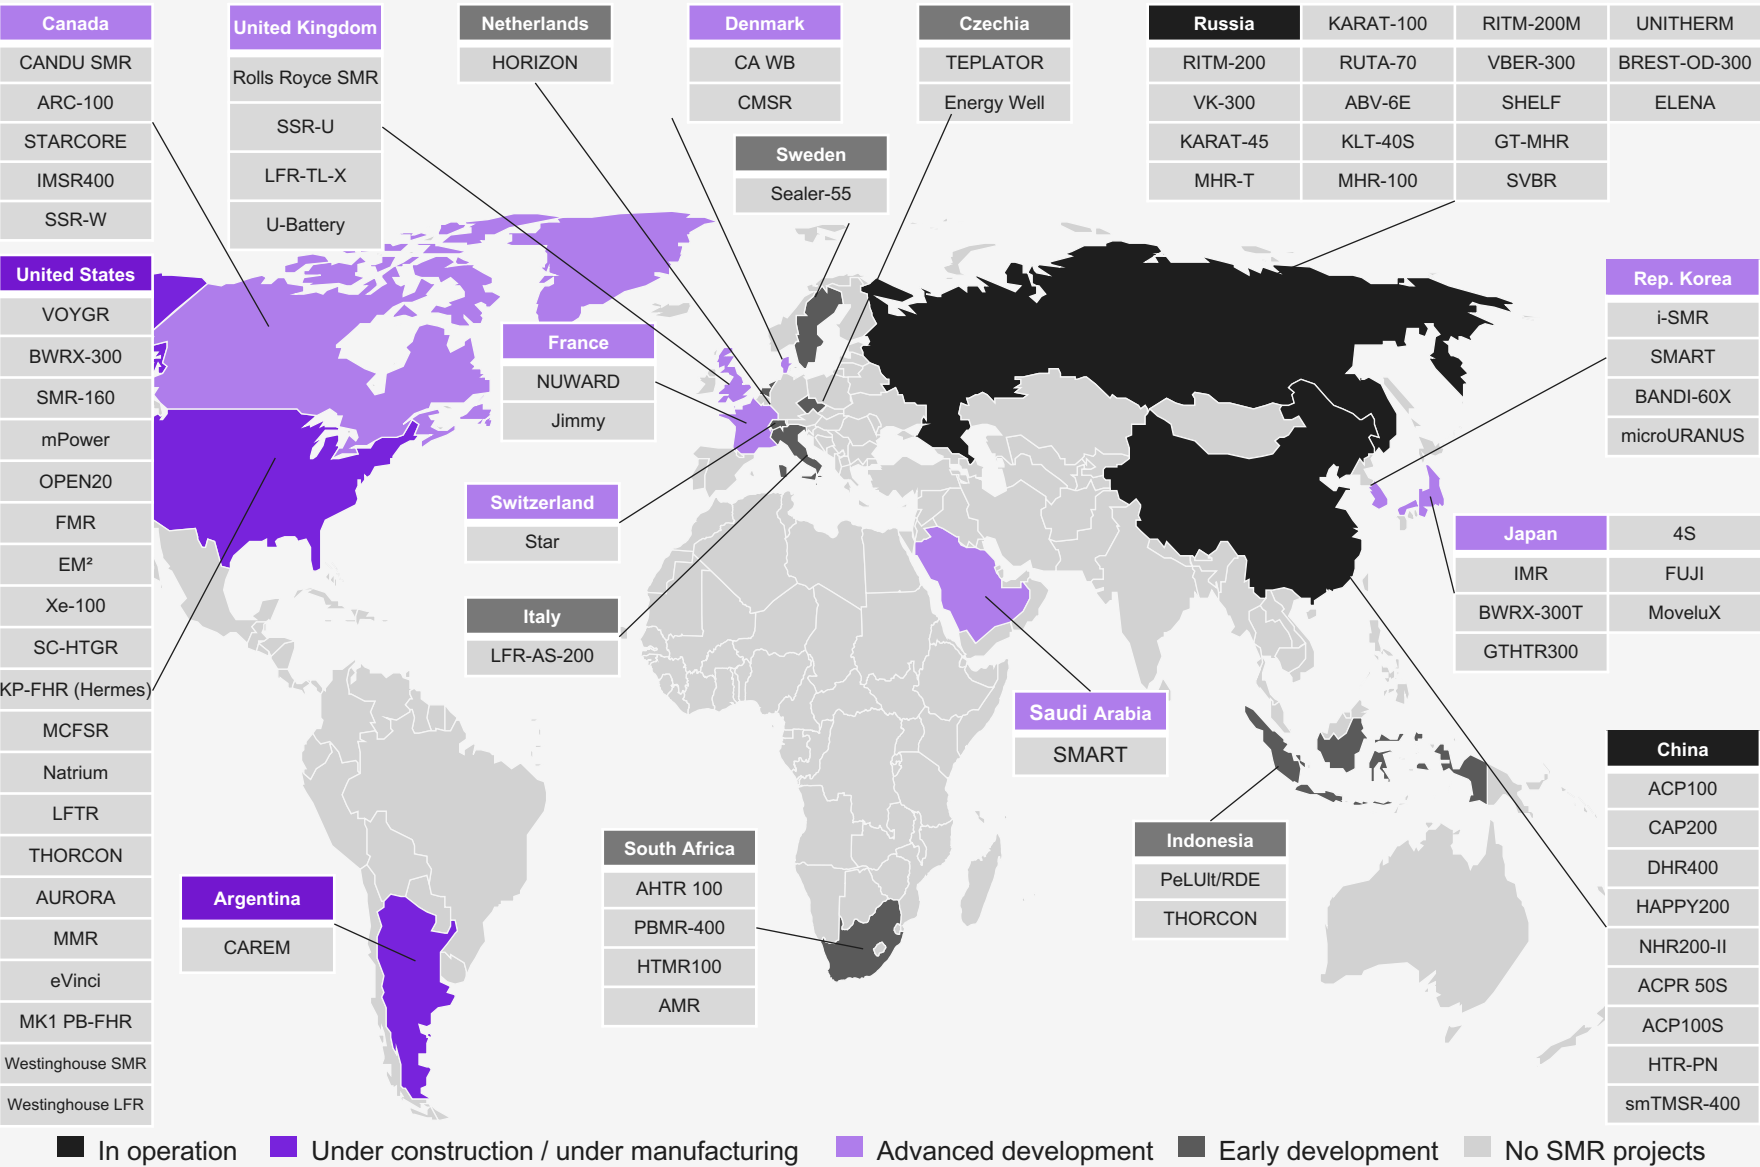 Canada
CANDU SMR
ARC-100
STARCORE
IMSR400
SSR-W
United Kingdom
Rolls Royce SMR
SSR-U
LFR-TL-X
U-Battery
Netherlands
HORIZON
Denmark
CA WB
CMSR
Czechia
TEPLATOR
Energy Well
Sweden
Sealer-55
Russia
KARAT-100
RITM-200M
UNITHERM
RITM-200
RUTA-70
VBER-300
BREST-OD-300
VK-300
ABV-6E
SHELF
ELENA
KARAT-45
KLT-40S
GT-MHR
MHR-T
MHR-100
SVBR
United States
VOYGR
BWRX-300
SMR-160
mPower
OPEN20
FMR
EM²
Xe-100
SC-HTGR
KP-FHR (Hermes)
MCFSR
Natrium
LFTR
THORCON
AURORA
MMR
eVinci
MK1 PB-FHR
Westinghouse SMR
Westinghouse LFR
France
NUWARD
Jimmy
Switzerland
Star
Italy
LFR-AS-200
Rep. Korea
i-SMR
SMART
BANDI-60X
microURANUS
Japan
4S
IMR
FUJI
BWRX-300T
MoveluX
GTHTR300
Saudi Arabia
SMART
China
ACP100
CAP200
DHR400
HAPPY200
NHR200-II
ACPR 50S
ACP100S
HTR-PN
smTMSR-400
Indonesia
PeLUlt/RDE
THORCON
South Africa
AHTR 100
PBMR-400
HTMR100
AMR
Argentina
CAREM
In operation
Under construction / under manufacturing
Advanced development
Early development
No SMR projects